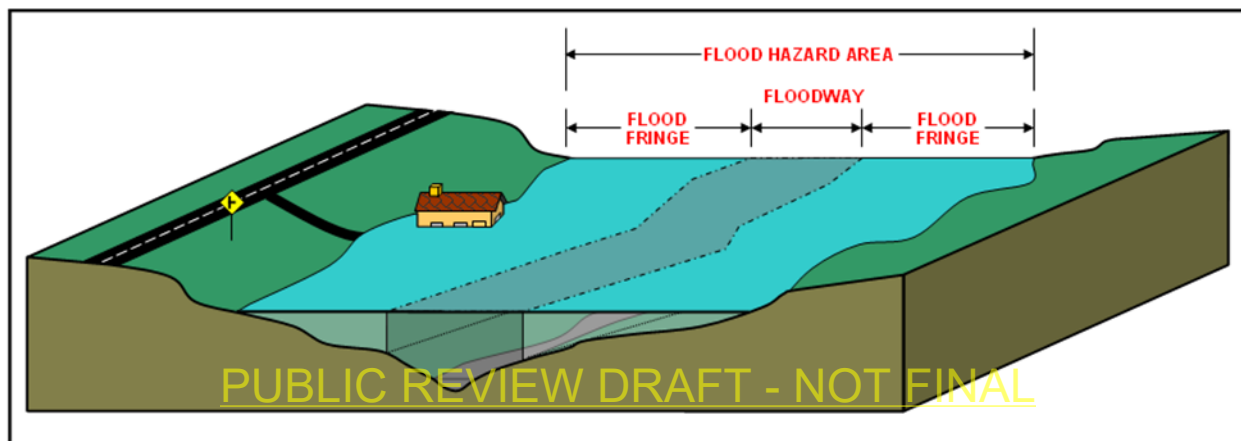 FLOOD HAZARD AREA
FLOODWAY
FLOOD
FRINGE
FLOOD
FRINGE
PUBLIC REVIEW DRAFT - NOT FINAL